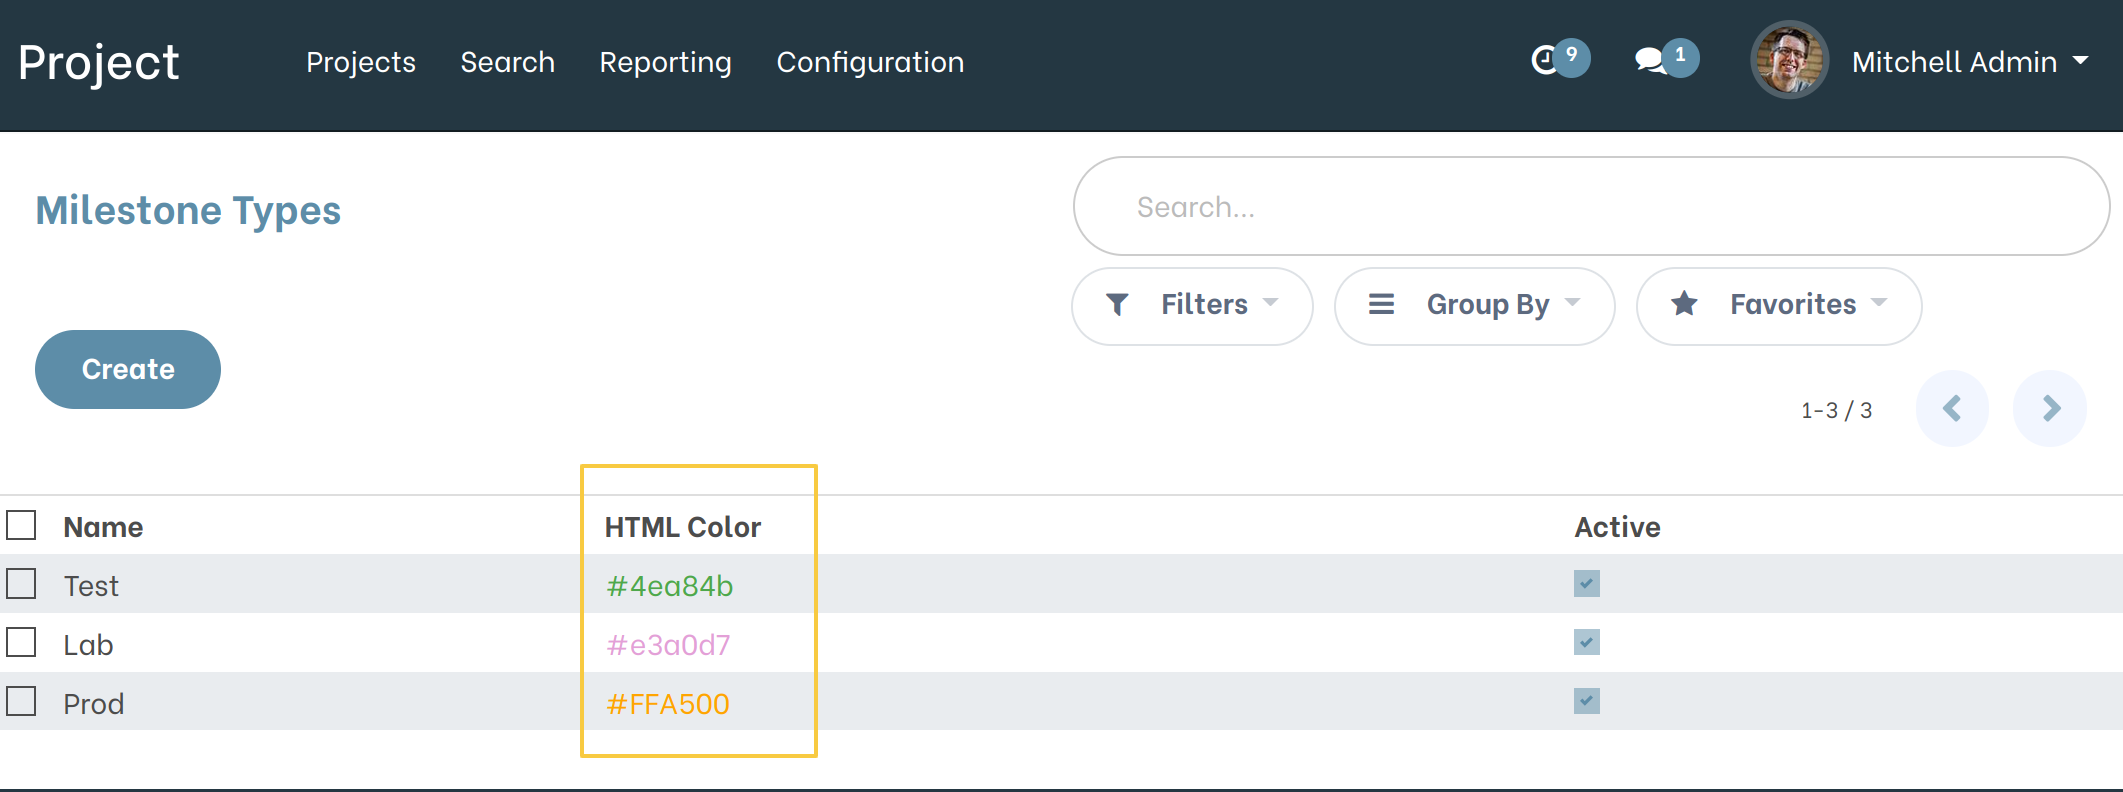 Project Projects Search Reporting Configuration 9 1 Mitchell Admin
Milestone Types
Search...
Filters Group By Favorites
Create
1-3 / 3
Name HTML Color Active
Test #4ea84b
Lab #e3a0d7
Prod #FFA500